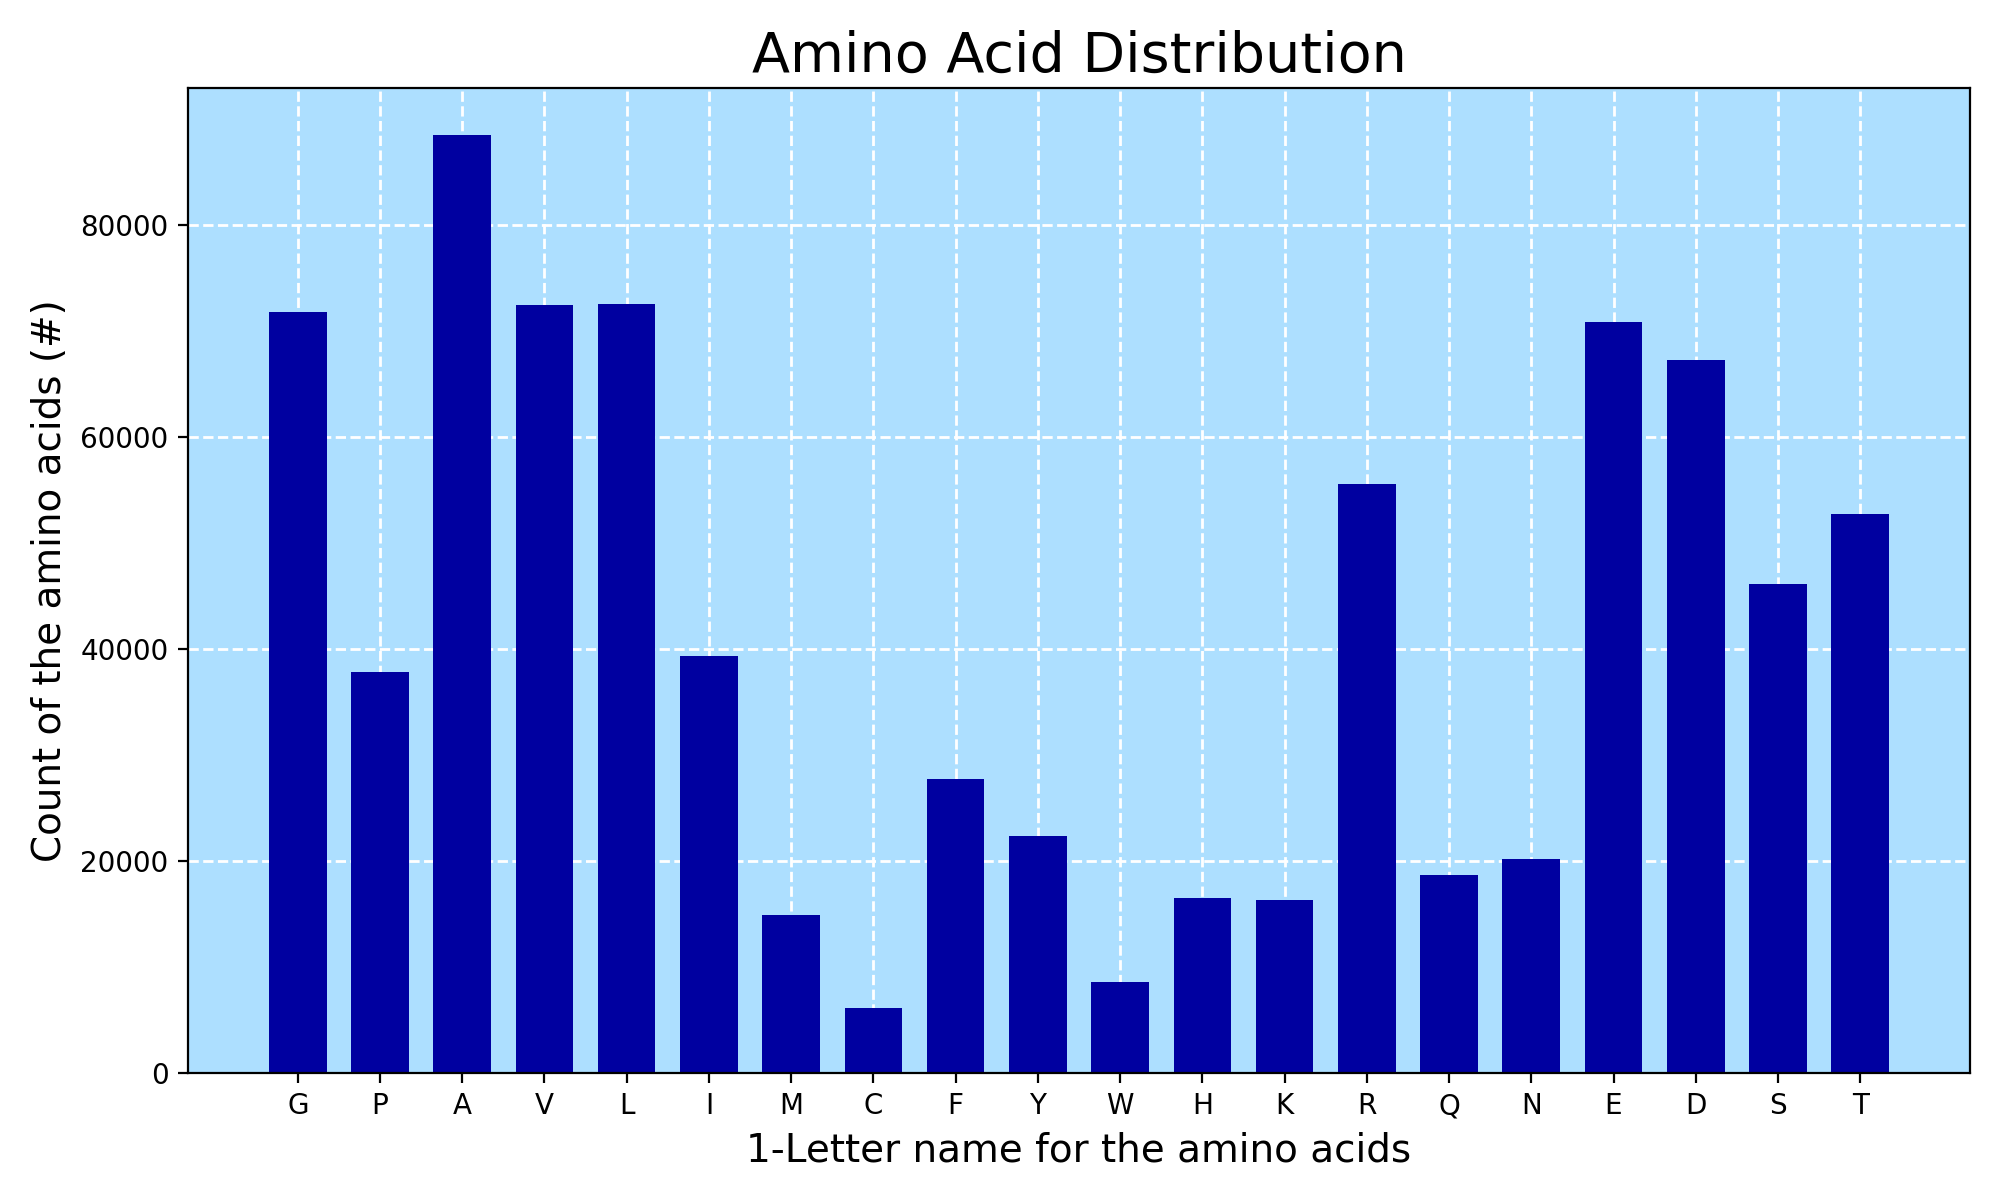 Amino Acid Distribution
Count of the amino acids (#)
80000
60000
40000
20000
0
G P A V L I M C F Y W H K R Q N E D S T
1-Letter name for the amino acids